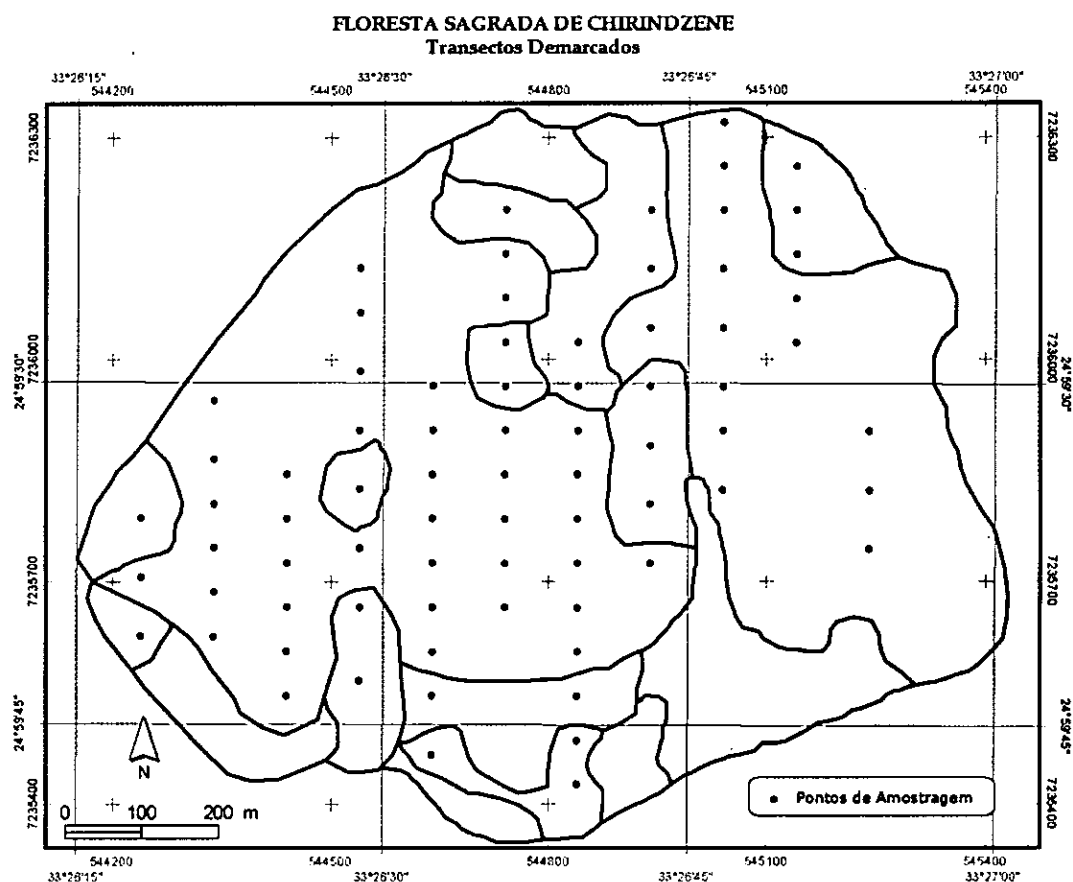 FLORESTA SAGRADA DE CHIRINDZENE
Transectos Demarcados
33°26'15" 33°26'30" 33°26'45" 33°27'00"
544200 544500 544800 545100 545400
7236300 7236300
7236000 7236000
24°59'30" 24°59'30"
7235700 7235700
24°59'45" 24°59'45"
N
7235400 7235400
0 100 200 m
Pontos de Amostragem
544200 544500 544800 545100 545400
33°26'15" 33°26'30" 33°26'45" 33°27'00"